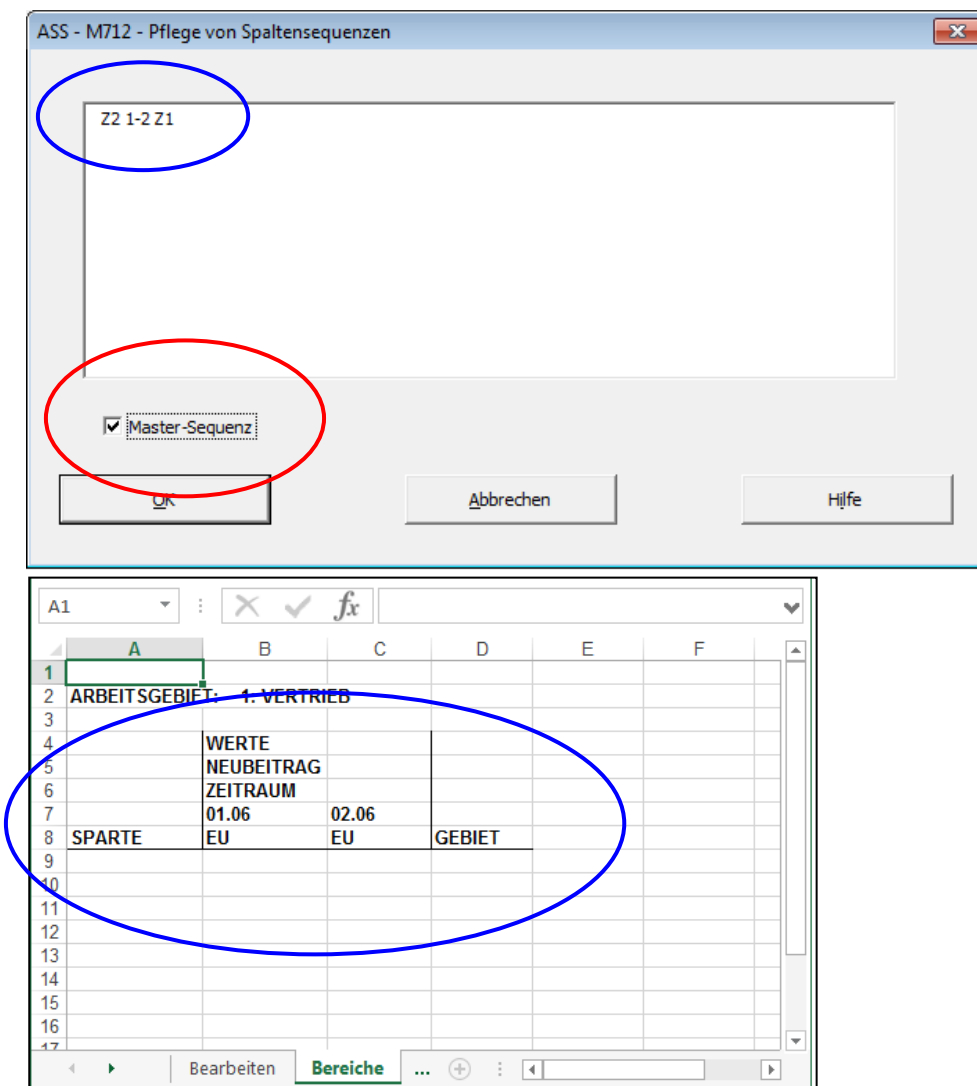 ASS - M712 - Pflege von Spaltensequenzen
Z2 1-2 Z1
Master-Sequenz
OK Abbrechen Hilfe
A1 fx
A B C D E F
1
2 ARBEITSGEBIET: 1. VERTRIEB
3
4 WERTE
5 NEUBEITRAG
6 ZEITRAUM
7 01.06 02.06
8 SPARTE EU EU GEBIET
9
10
11
12
13
14
15
16
17
Bearbeiten Bereiche ...